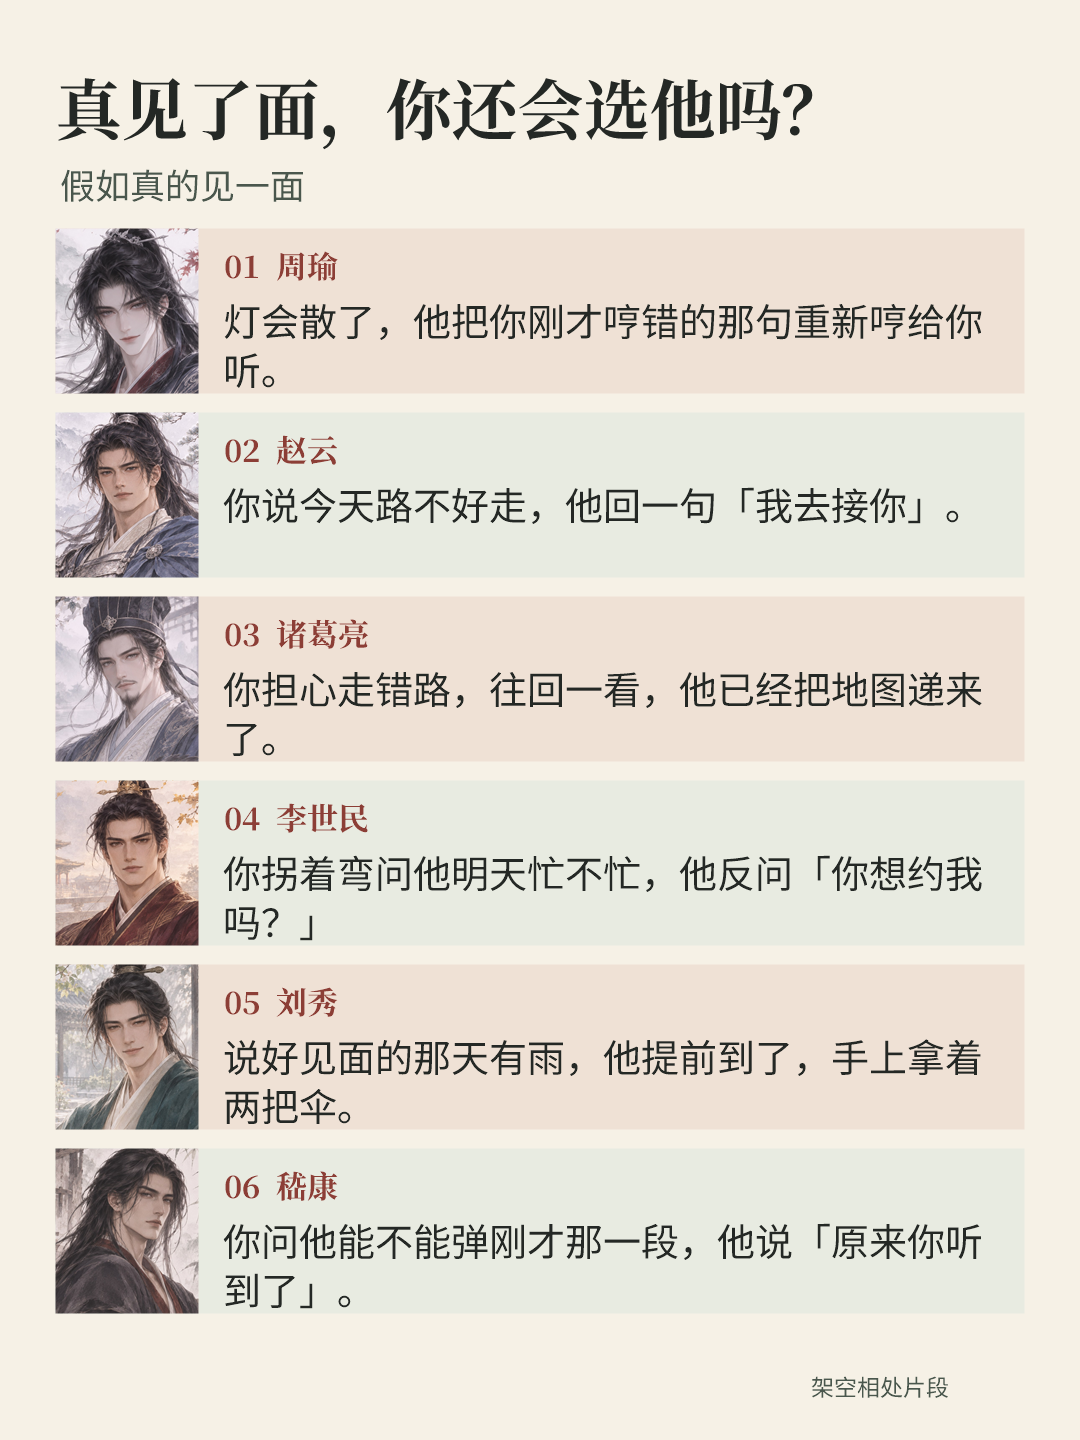 真见了面，你还会选他吗？
假如真的见一面
01 周瑜
灯会散了，他把你刚才哼错的那句重新哼给你
听。
02 赵云
你说今天路不好走，他回一句「我去接你」。
03 诸葛亮
你担心走错路，往回一看，他已经把地图递来
了。
04 李世民
你拐着弯问他明天忙不忙，他反问「你想约我
吗？」
05 刘秀
说好见面的那天有雨，他提前到了，手上拿着
两把伞。
06 嵇康
你问他能不能弹刚才那一段，他说「原来你听
到了」。
架空相处片段